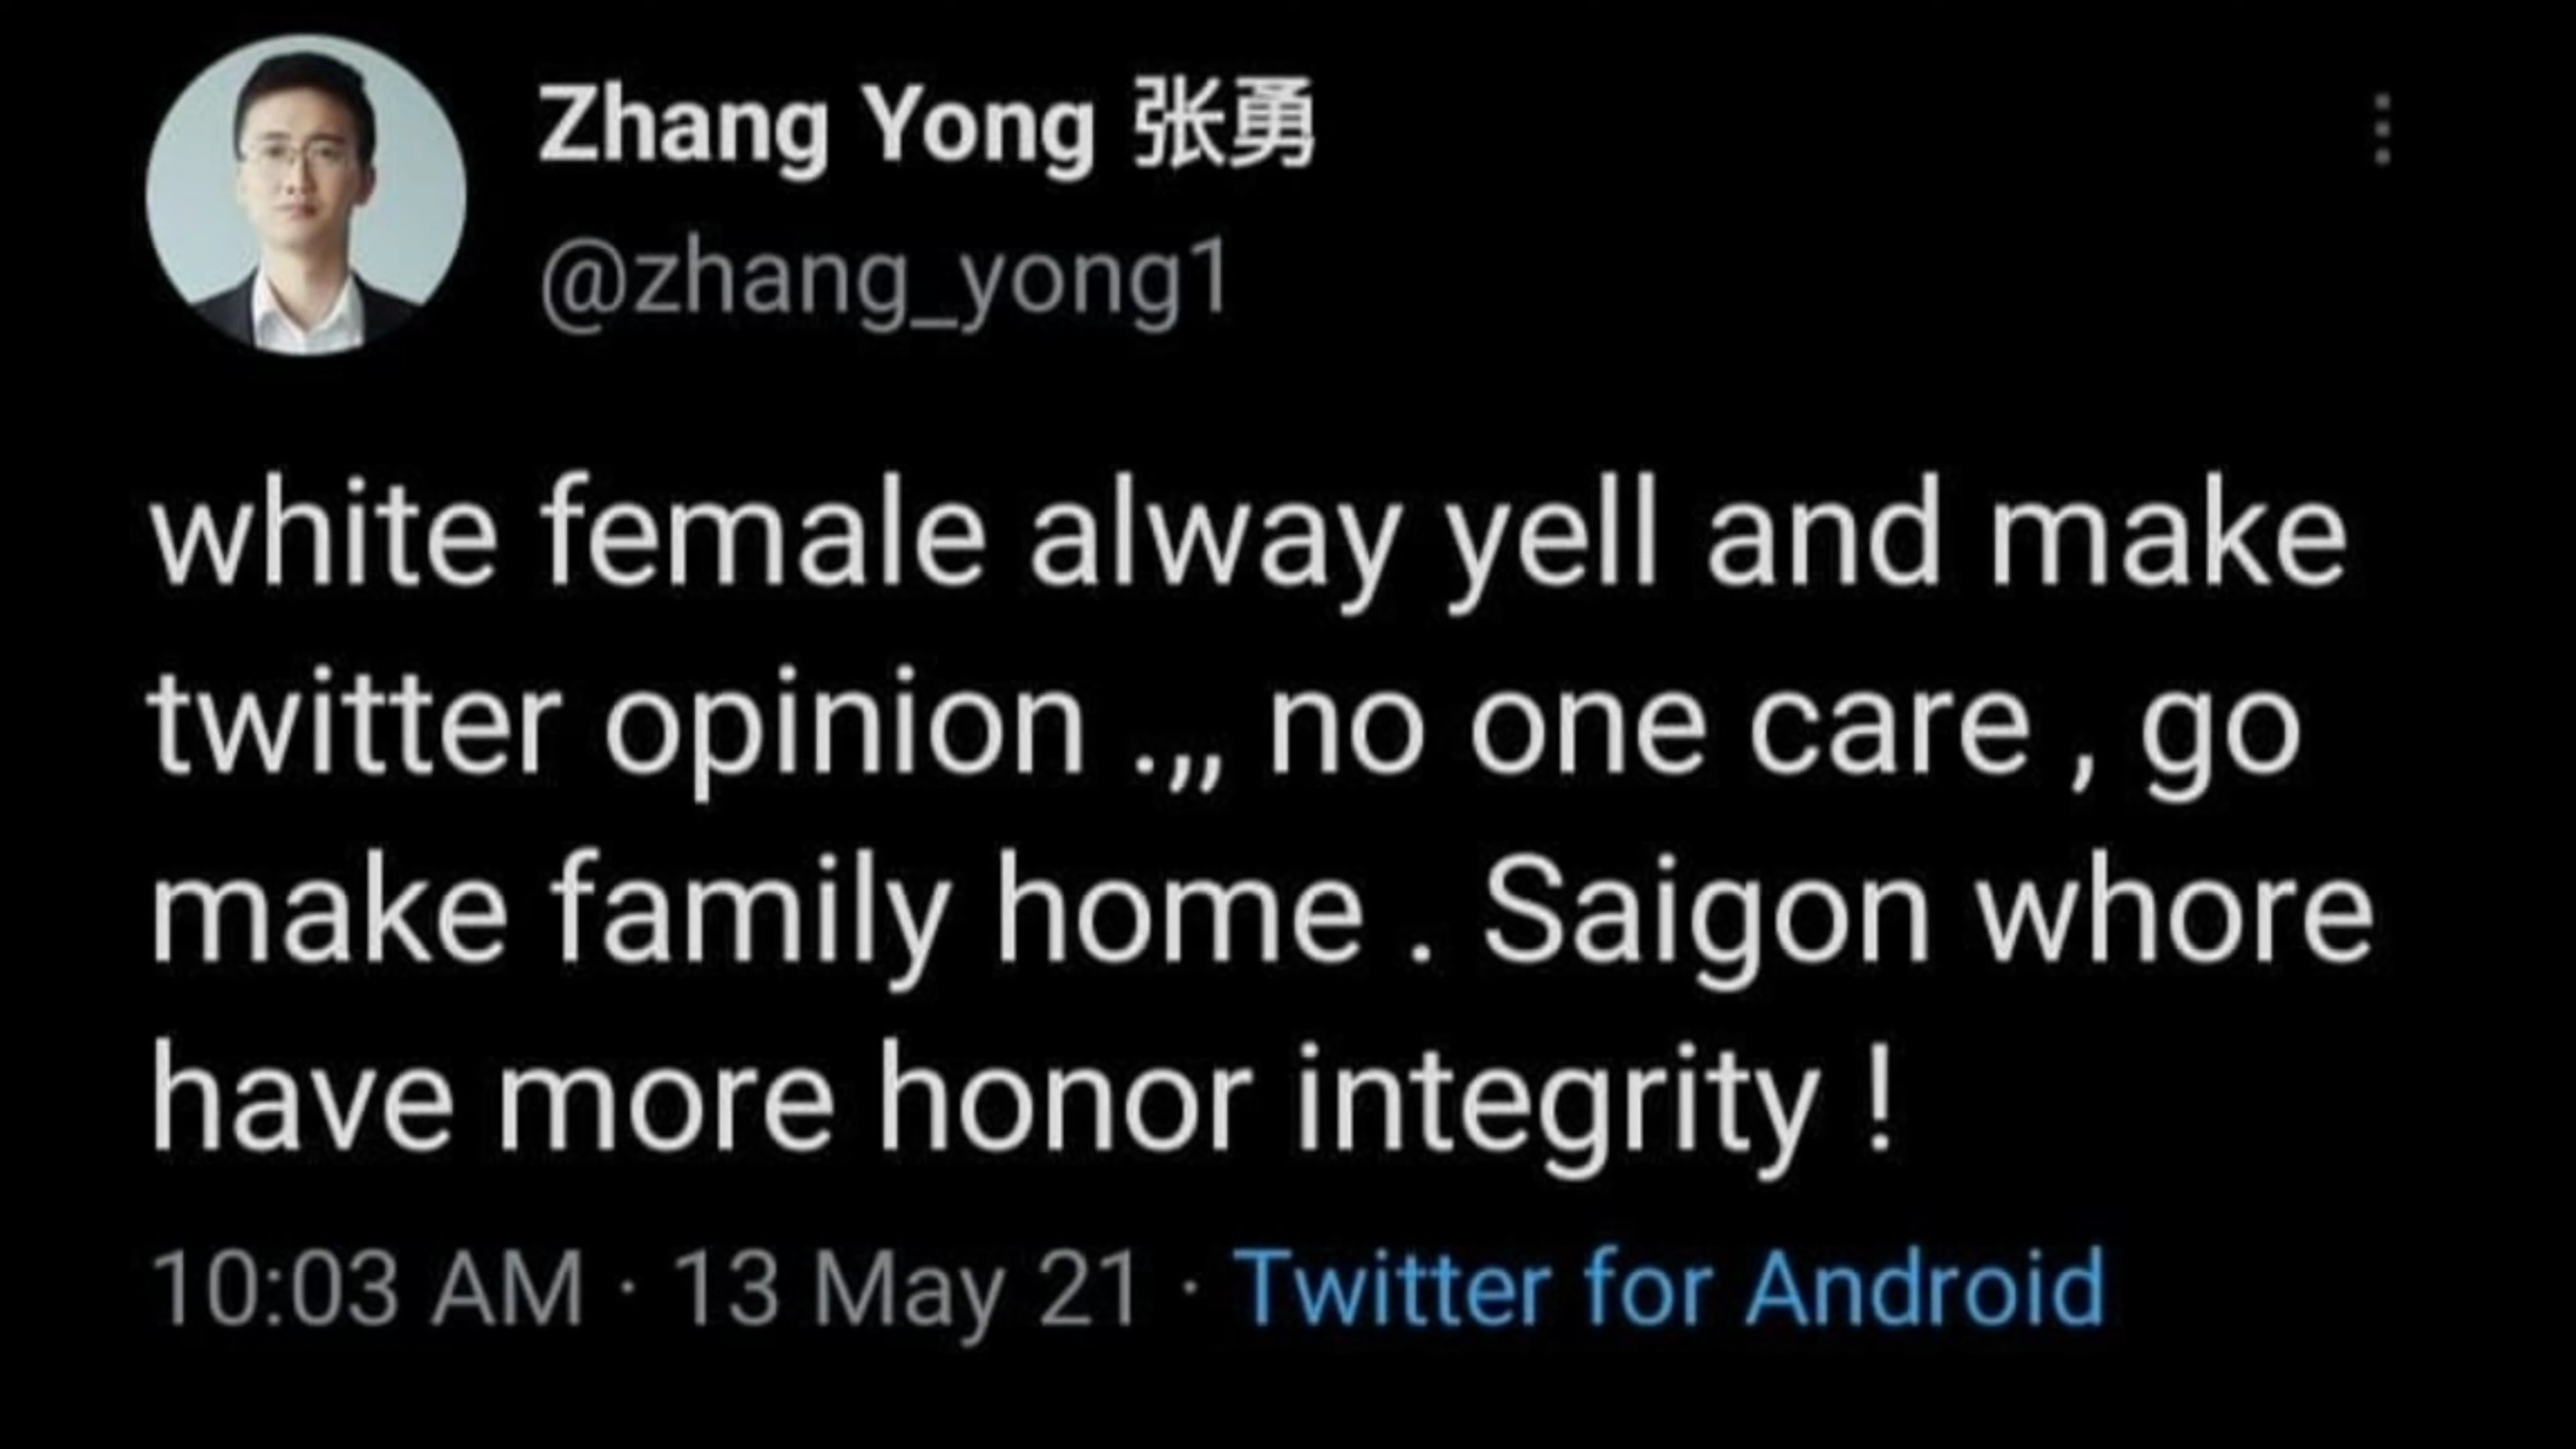 Zhang Yong 张勇
@zhang_yong1
white female alway yell and make
twitter opinion .,, no one care , go
make family home . Saigon whore
have more honor integrity !
10:03 AM · 13 May 21 · Twitter for Android